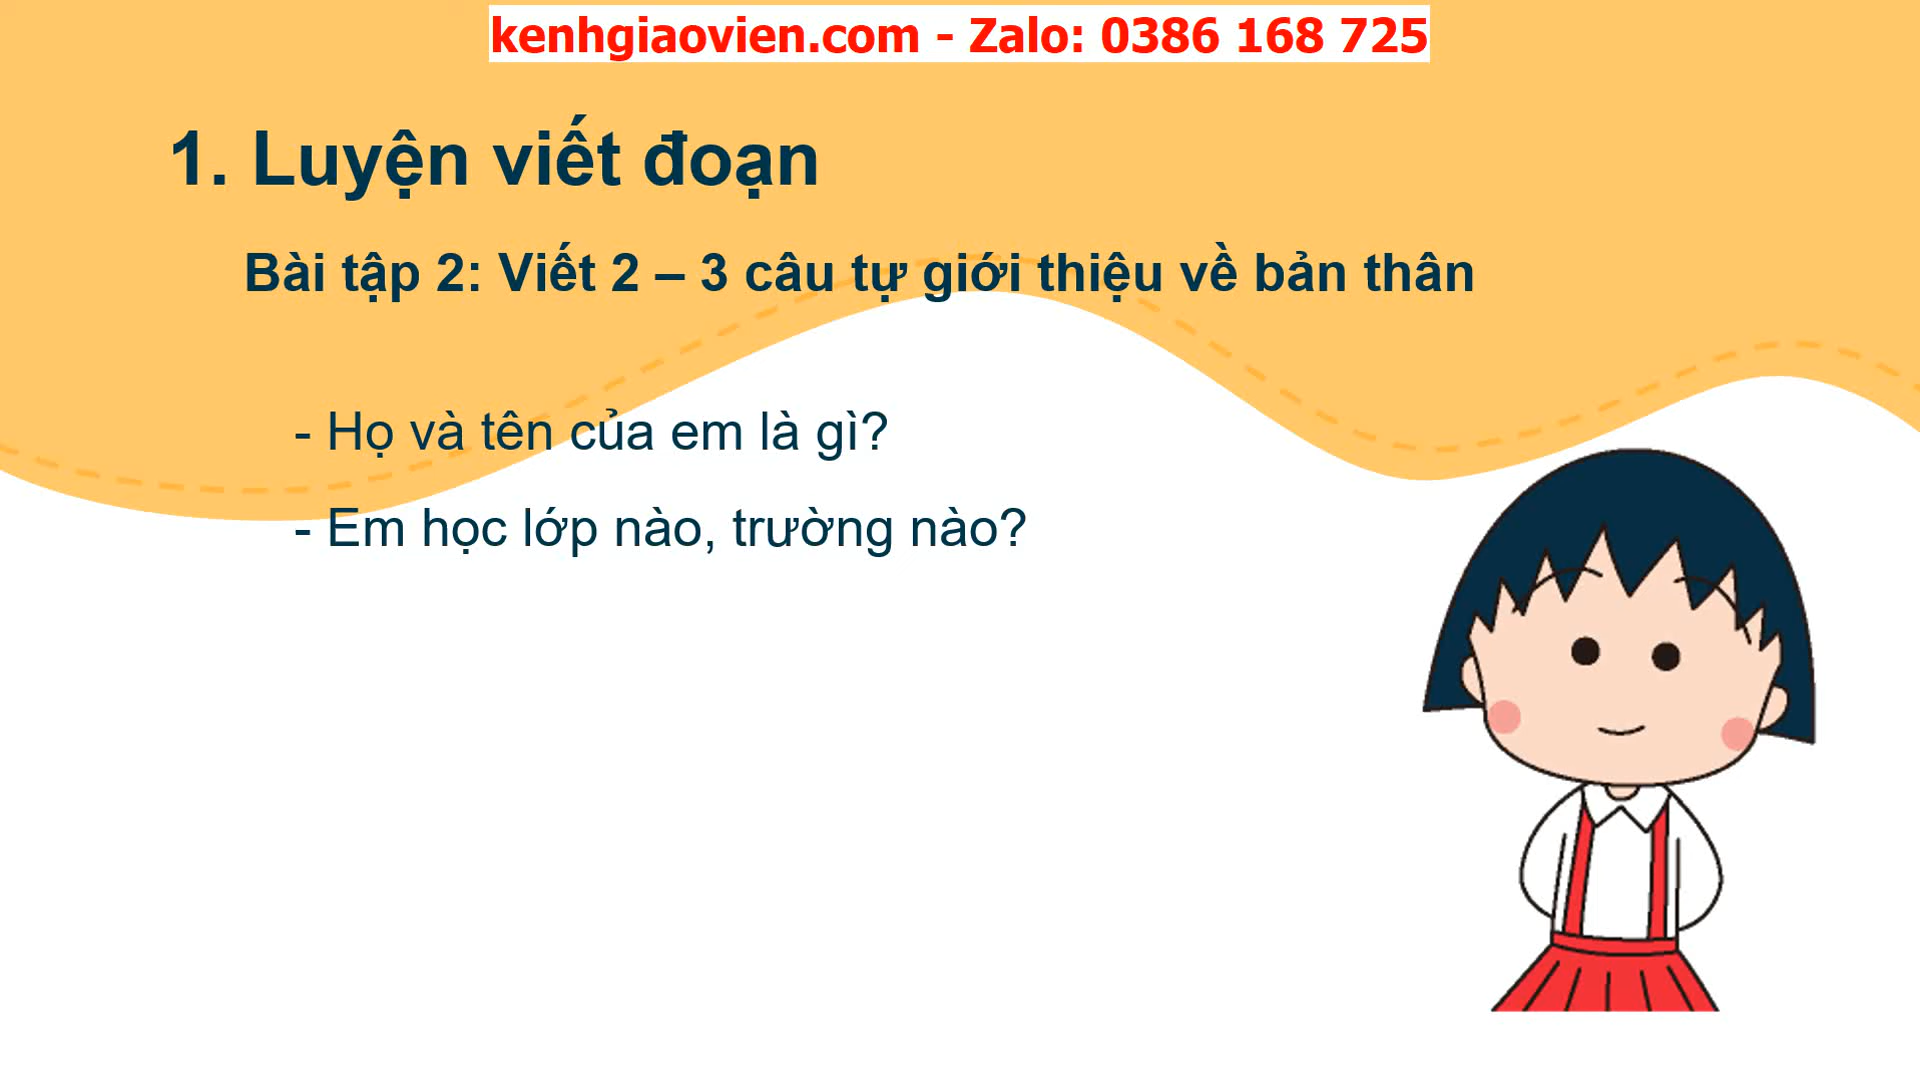 kenhgiaovien.com - Zalo: 0386 168 725
1. Luyện viết đoạn
Bài tập 2: Viết 2 – 3 câu tự giới thiệu về bản thân
- Họ và tên của em là gì?
- Em học lớp nào, trường nào?